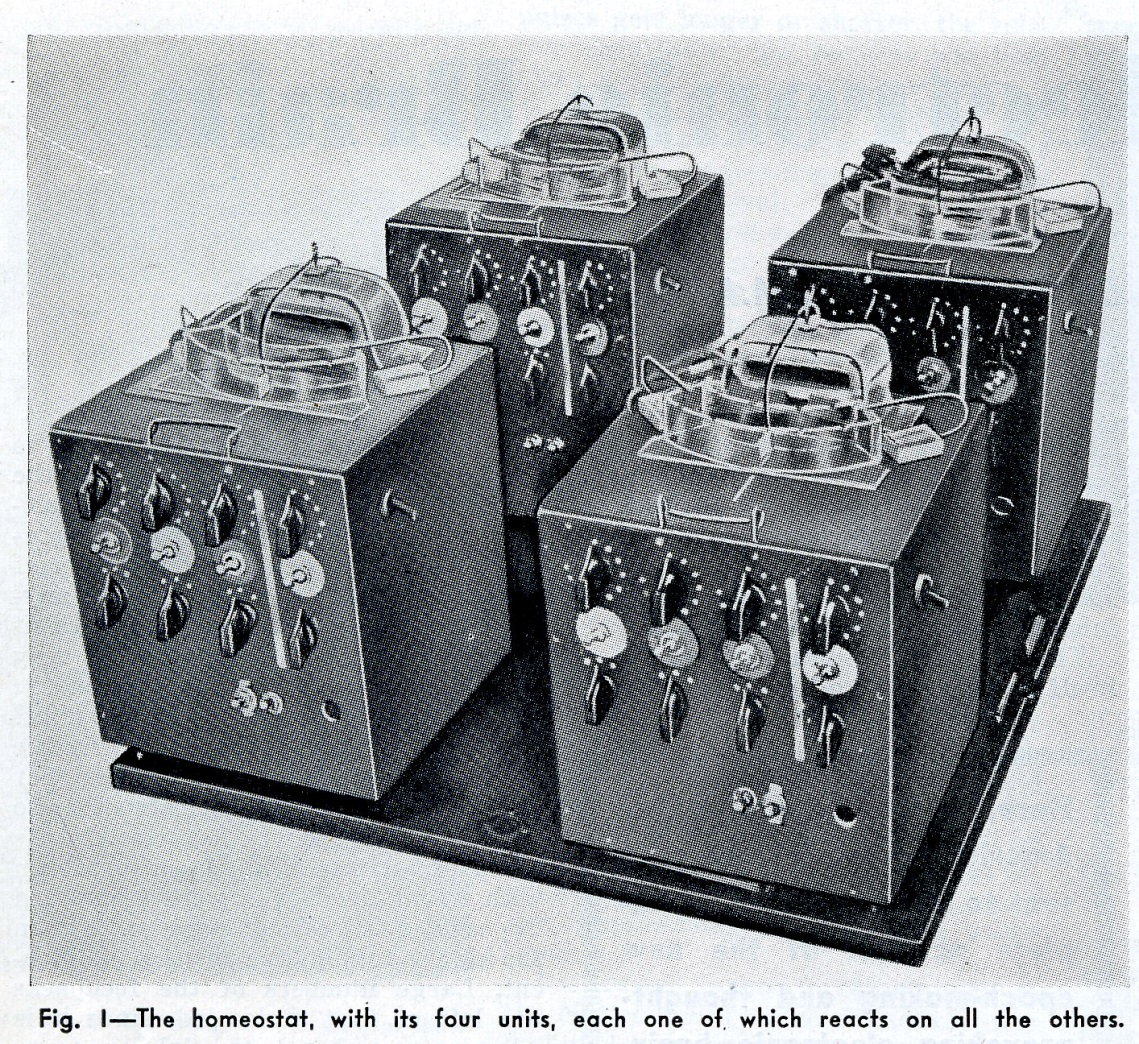 Fig. 1—The homeostat, with its four units, each one of which reacts on all the others.